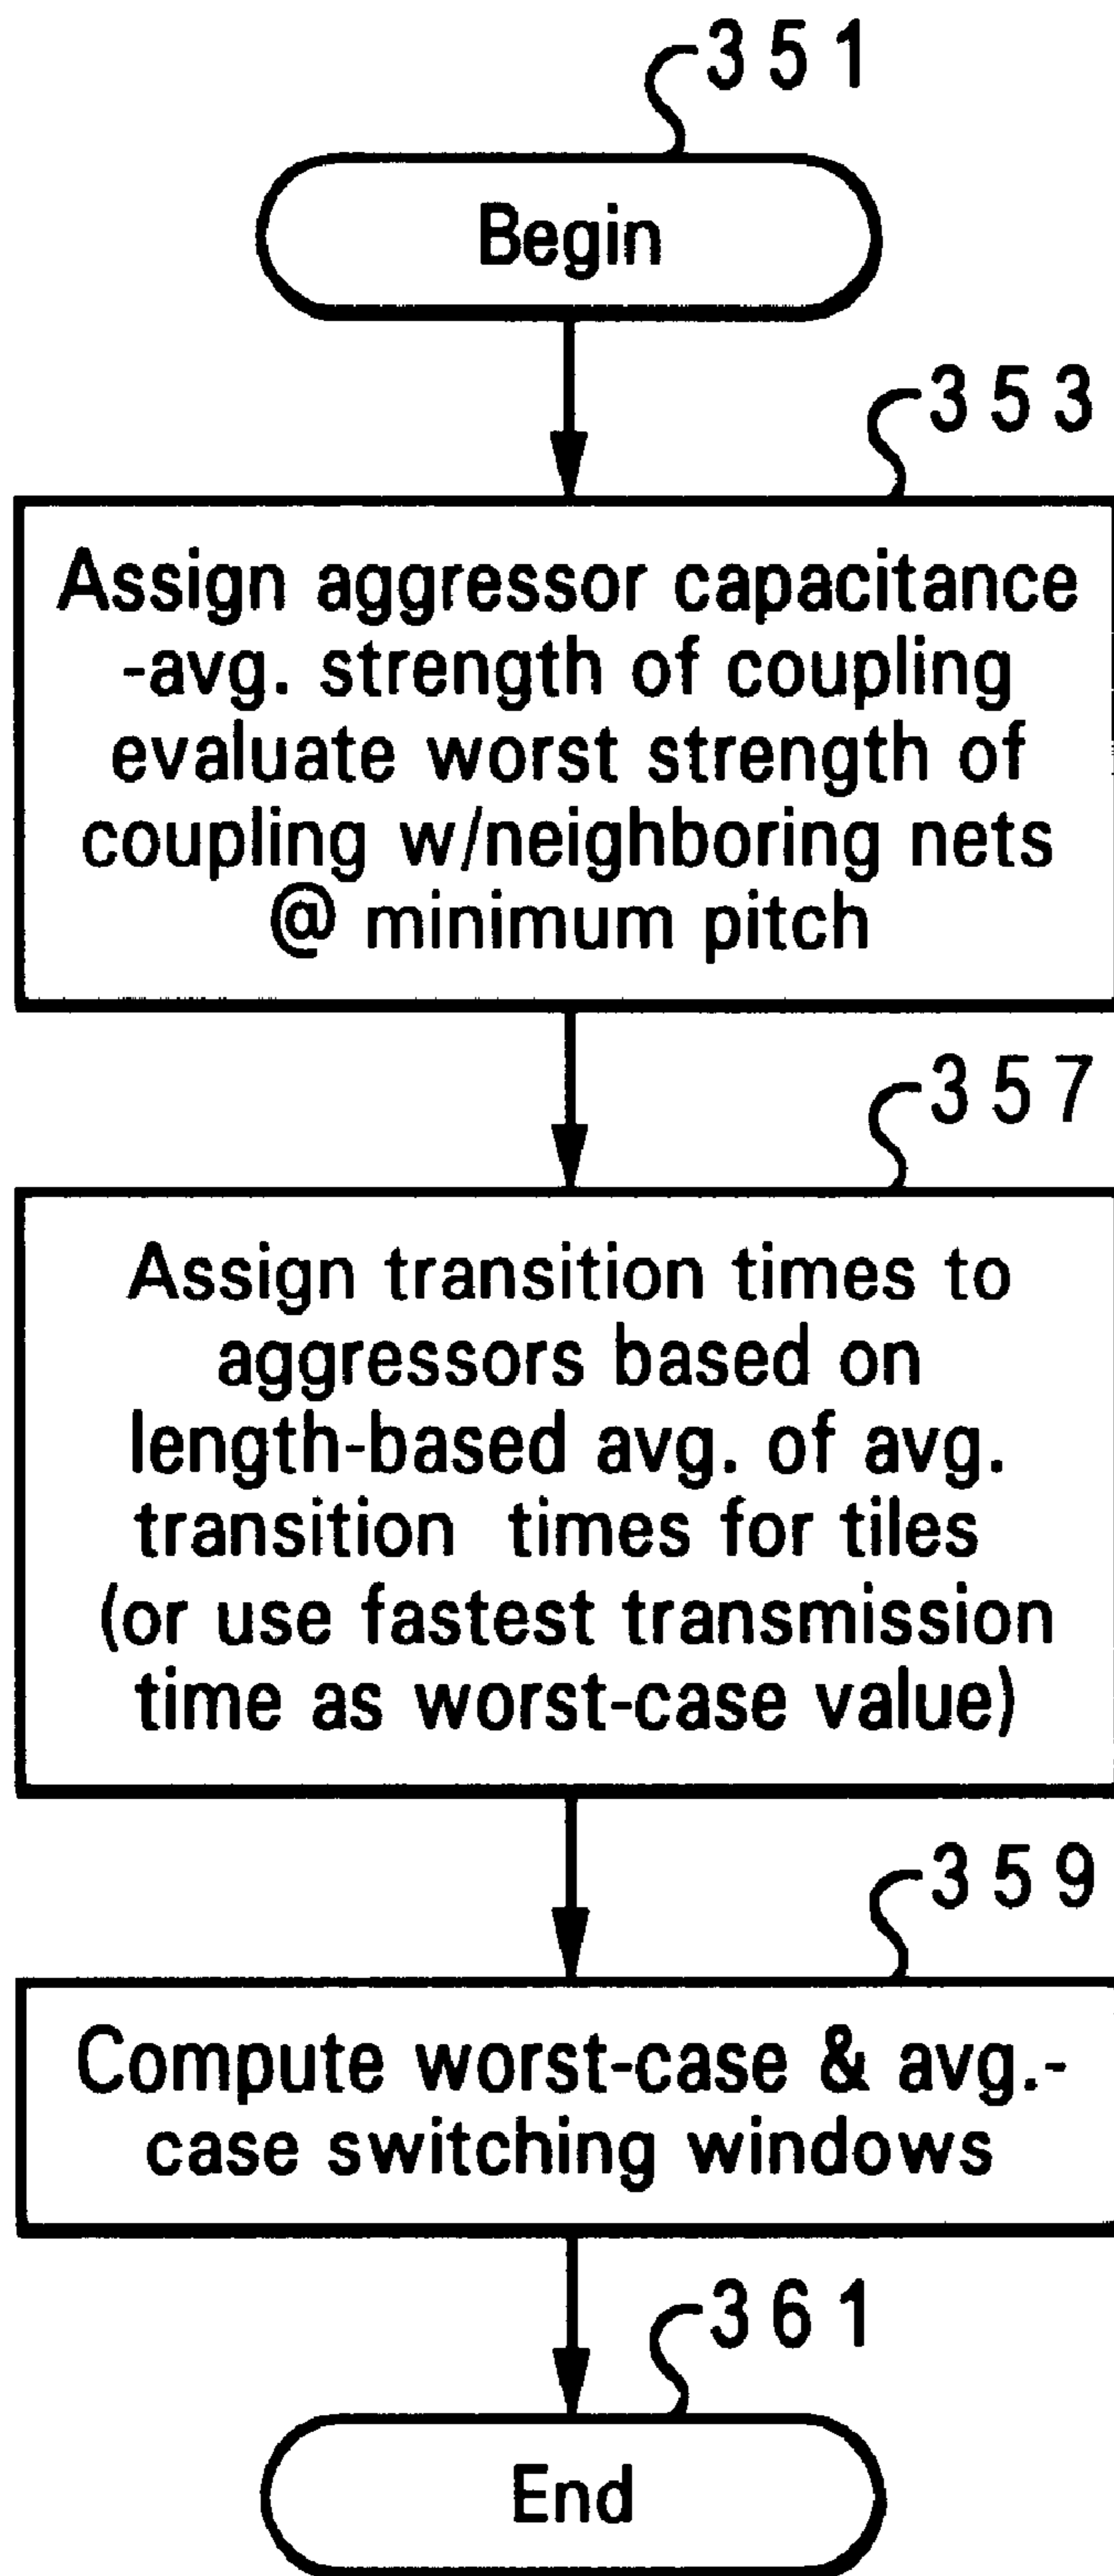 351
Begin
353
Assign aggressor capacitance
-avg. strength of coupling
evaluate worst strength of
coupling w/neighboring nets
@ minimum pitch
357
Assign transition times to
aggressors based on
length-based avg. of avg.
transition times for tiles
(or use fastest transmission
time as worst-case value)
359
Compute worst-case & avg.-
case switching windows
361
End